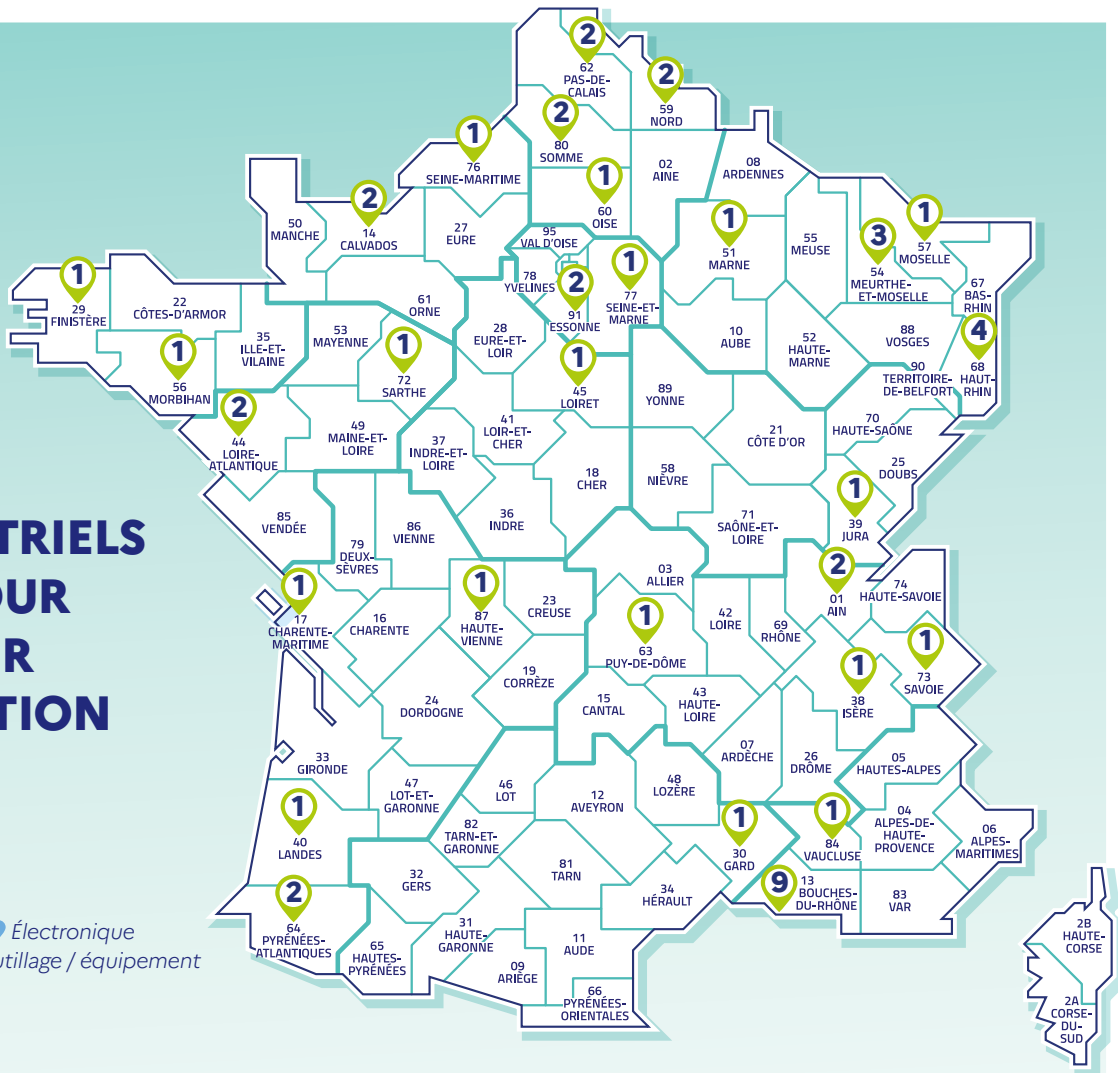 2
62
PAS-DE-
CALAIS
2
59
NORD
2
80
SOMME
1
76
SEINE-MARITIME
02
AINE
08
ARDENNES
1
60
OISE
2
14
CALVADOS
50
MANCHE
27
EURE
95
VAL D'OISE
1
51
MARNE
55
MEUSE
3
54
MEURTHE-
ET-MOSELLE
1
57
MOSELLE
67
BAS-
RHIN
1
29
FINISTÈRE
22
CÔTES-D'ARMOR
61
ORNE
78
YVELINES
2
91
ESSONNE
1
77
SEINE-ET-
MARNE
4
68
HAUT-
RHIN
1
56
MORBIHAN
35
ILLE-ET-
VILAINE
53
MAYENNE
1
72
SARTHE
28
EURE-ET-
LOIR
1
45
LOIRET
10
AUBE
52
HAUTE-
MARNE
88
VOSGES
90
TERRITOIRE-
DE-BELFORT
2
44
LOIRE-
ATLANTIQUE
49
MAINE-ET-
LOIRE
37
INDRE-ET-
LOIRE
41
LOIR-ET-
CHER
89
YONNE
21
CÔTE D'OR
70
HAUTE-SAÔNE
25
DOUBS
18
CHER
58
NIÈVRE
1
39
JURA
85
VENDÉE
79
DEUX-
SÈVRES
86
VIENNE
36
INDRE
71
SAÔNE-ET-
LOIRE
TRIELS
OUR
R
TION
1
17
CHARENTE-
MARITIME
16
CHARENTE
1
87
HAUTE-
VIENNE
23
CREUSE
03
ALLIER
2
01
AIN
74
HAUTE-SAVOIE
1
63
PUY-DE-DÔME
42
LOIRE
69
RHÔNE
1
38
ISÈRE
1
73
SAVOIE
24
DORDOGNE
19
CORRÈZE
15
CANTAL
43
HAUTE-
LOIRE
07
ARDÈCHE
26
DRÔME
05
HAUTES-ALPES
33
GIRONDE
47
LOT-ET-
GARONNE
46
LOT
12
AVEYRON
48
LOZÈRE
04
ALPES-DE-
HAUTE-
PROVENCE
06
ALPES-
MARITIMES
1
40
LANDES
82
TARN-ET-
GARONNE
81
TARN
1
30
GARD
1
84
VAUCLUSE
32
GERS
34
HÉRAULT
9
13
BOUCHES-
DU-RHÔNE
83
VAR
2
64
PYRÉNÉES-
ATLANTIQUES
65
HAUTES-
PYRÉNÉES
31
HAUTE-
GARONNE
09
ARIÈGE
11
AUDE
66
PYRÉNÉES-
ORIENTALES
2B
HAUTE-
CORSE
2A
CORSE-
DU-
SUD
Électronique
utillage / équipement